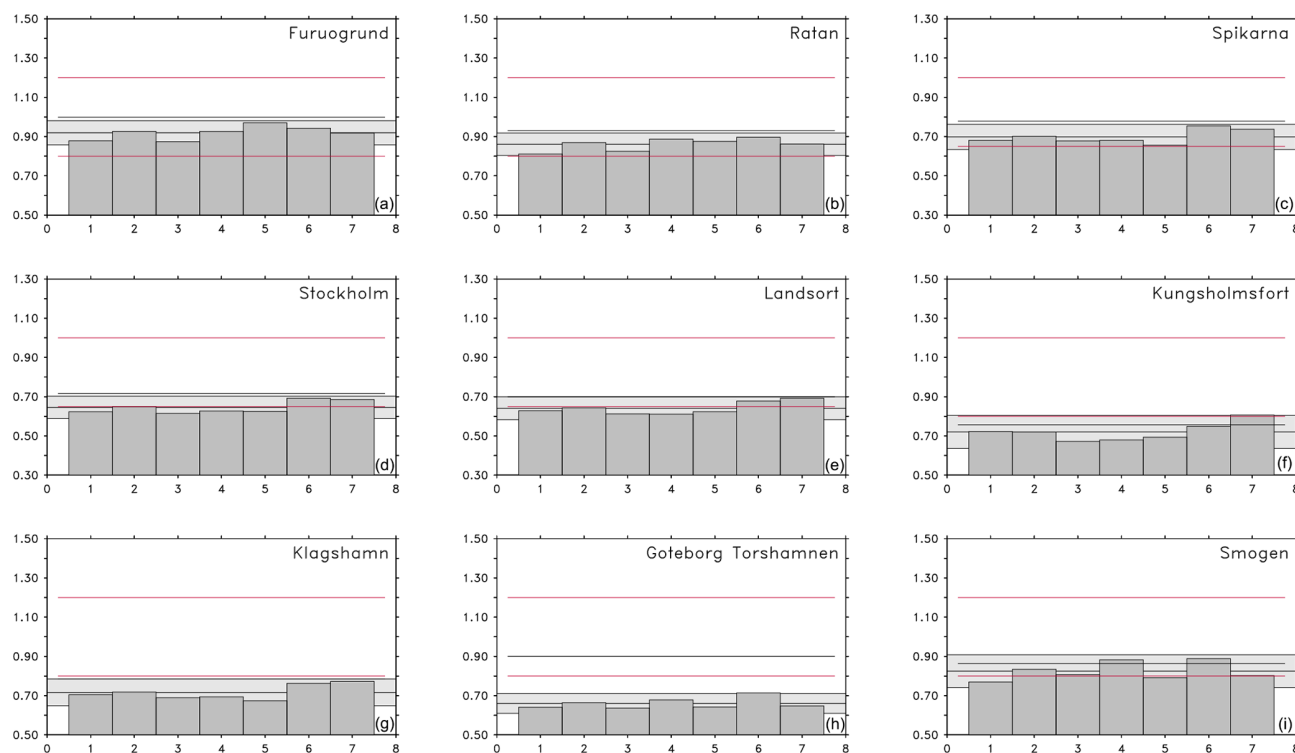 1.50 1.30 1.10 0.90 0.70 0.50
Furuogrund
(a)
0 1 2 3 4 5 6 7 8
1.50 1.30 1.10 0.90 0.70 0.50
Ratan
(b)
0 1 2 3 4 5 6 7 8
1.30 1.10 0.90 0.70 0.50 0.30
Spikarna
(c)
0 1 2 3 4 5 6 7 8
1.30 1.10 0.90 0.70 0.50 0.30
Stockholm
(d)
0 1 2 3 4 5 6 7 8
1.30 1.10 0.90 0.70 0.50 0.30
Landsort
(e)
0 1 2 3 4 5 6 7 8
1.50 1.30 1.10 0.90 0.70 0.50
Kungsholmsfort
(f)
0 1 2 3 4 5 6 7 8
1.50 1.30 1.10 0.90 0.70 0.50
Klagshamn
(g)
0 1 2 3 4 5 6 7 8
1.50 1.30 1.10 0.90 0.70 0.50
Goteborg Torshamnen
(h)
0 1 2 3 4 5 6 7 8
1.50 1.30 1.10 0.90 0.70 0.50
Smogen
(i)
0 1 2 3 4 5 6 7 8